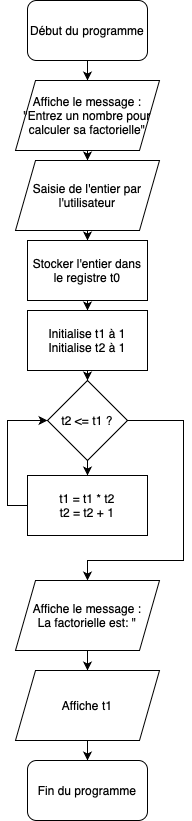 Début du programme
Affiche le message :
"Entrez un nombre pour
calculer sa factorielle"
Saisie de l'entier par
l'utilisateur
Stocker l'entier dans
le registre t0
Initialise t1 à 1
Initialise t2 à 1
t2 <= t1 ?
t1 = t1 * t2
t2 = t2 + 1
Affiche le message :
La factorielle est: "
Affiche t1
Fin du programme